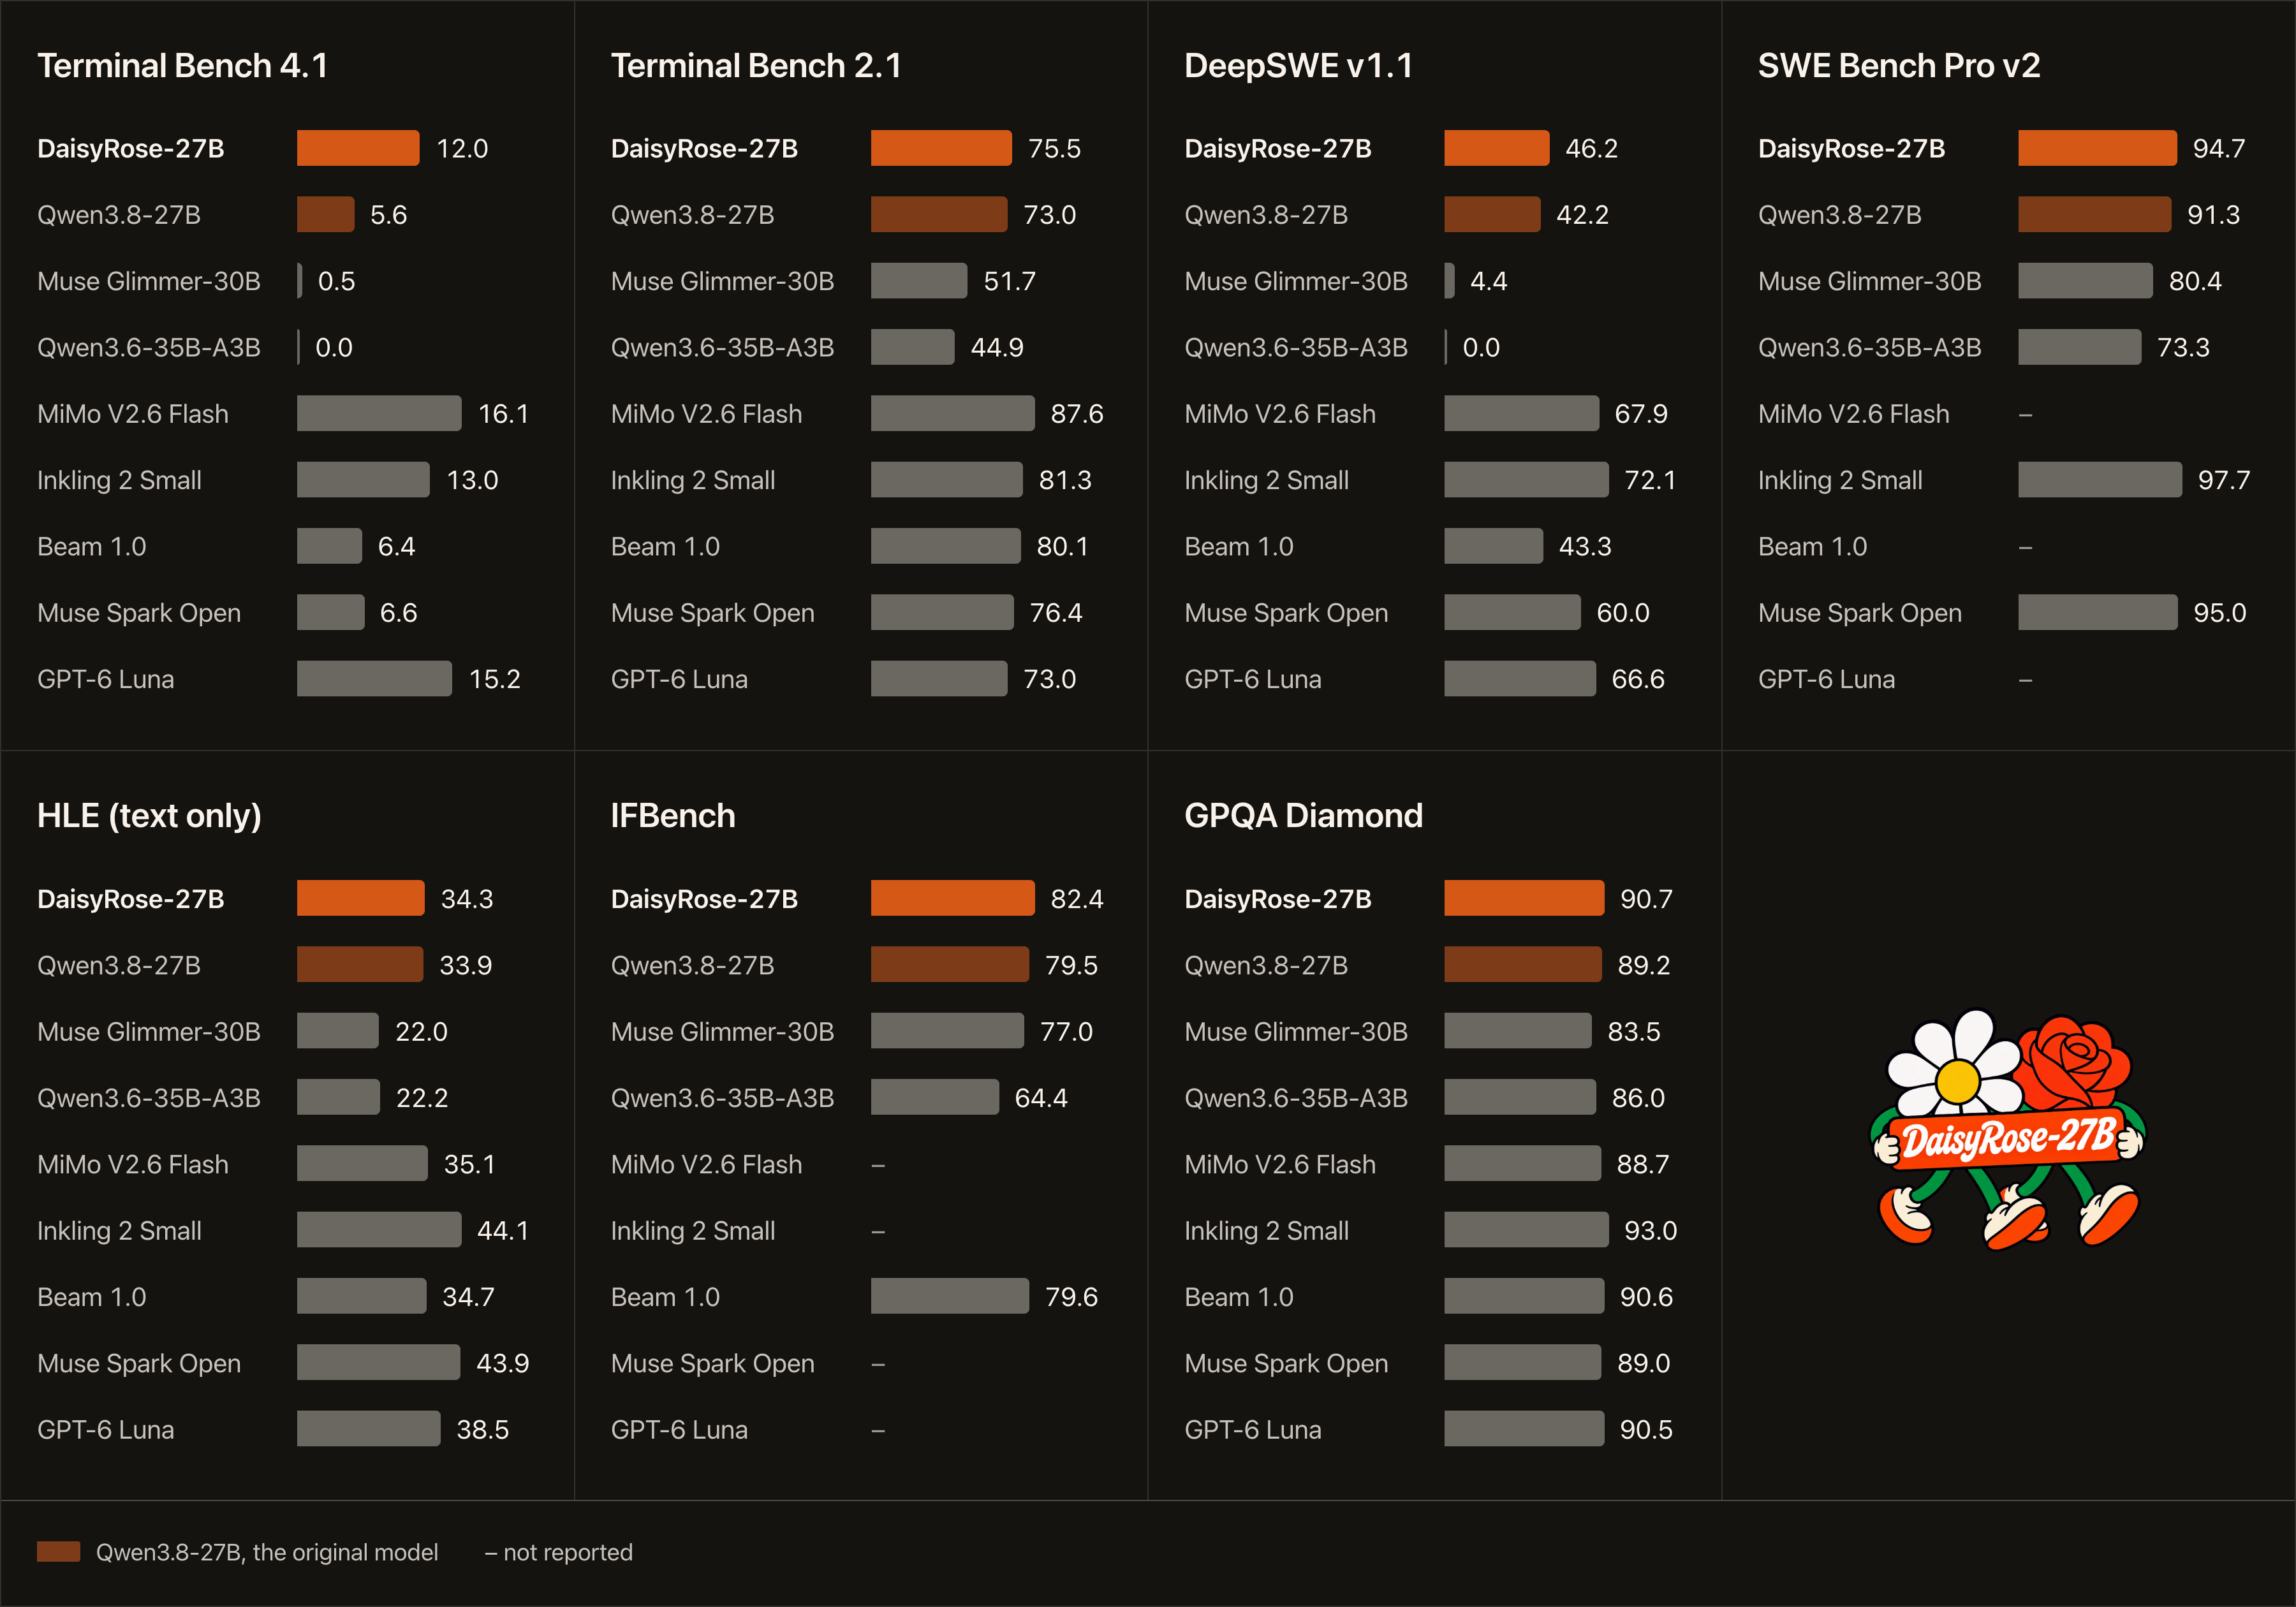 Terminal Bench 4.1
DaisyRose-27B 12.0
Qwen3.8-27B 5.6
Muse Glimmer-30B 0.5
Qwen3.6-35B-A3B 0.0
MiMo V2.6 Flash 16.1
Inkling 2 Small 13.0
Beam 1.0 6.4
Muse Spark Open 6.6
GPT-6 Luna 15.2
Terminal Bench 2.1
DaisyRose-27B 75.5
Qwen3.8-27B 73.0
Muse Glimmer-30B 51.7
Qwen3.6-35B-A3B 44.9
MiMo V2.6 Flash 87.6
Inkling 2 Small 81.3
Beam 1.0 80.1
Muse Spark Open 76.4
GPT-6 Luna 73.0
DeepSWE v1.1
DaisyRose-27B 46.2
Qwen3.8-27B 42.2
Muse Glimmer-30B 4.4
Qwen3.6-35B-A3B 0.0
MiMo V2.6 Flash 67.9
Inkling 2 Small 72.1
Beam 1.0 43.3
Muse Spark Open 60.0
GPT-6 Luna 66.6
SWE Bench Pro v2
DaisyRose-27B 94.7
Qwen3.8-27B 91.3
Muse Glimmer-30B 80.4
Qwen3.6-35B-A3B 73.3
MiMo V2.6 Flash –
Inkling 2 Small 97.7
Beam 1.0 –
Muse Spark Open 95.0
GPT-6 Luna –
HLE (text only)
DaisyRose-27B 34.3
Qwen3.8-27B 33.9
Muse Glimmer-30B 22.0
Qwen3.6-35B-A3B 22.2
MiMo V2.6 Flash 35.1
Inkling 2 Small 44.1
Beam 1.0 34.7
Muse Spark Open 43.9
GPT-6 Luna 38.5
IFBench
DaisyRose-27B 82.4
Qwen3.8-27B 79.5
Muse Glimmer-30B 77.0
Qwen3.6-35B-A3B 64.4
MiMo V2.6 Flash –
Inkling 2 Small –
Beam 1.0 79.6
Muse Spark Open –
GPT-6 Luna –
GPQA Diamond
DaisyRose-27B 90.7
Qwen3.8-27B 89.2
Muse Glimmer-30B 83.5
Qwen3.6-35B-A3B 86.0
MiMo V2.6 Flash 88.7
Inkling 2 Small 93.0
Beam 1.0 90.6
Muse Spark Open 89.0
GPT-6 Luna 90.5
DaisyRose-27B
Qwen3.8-27B, the original model – not reported